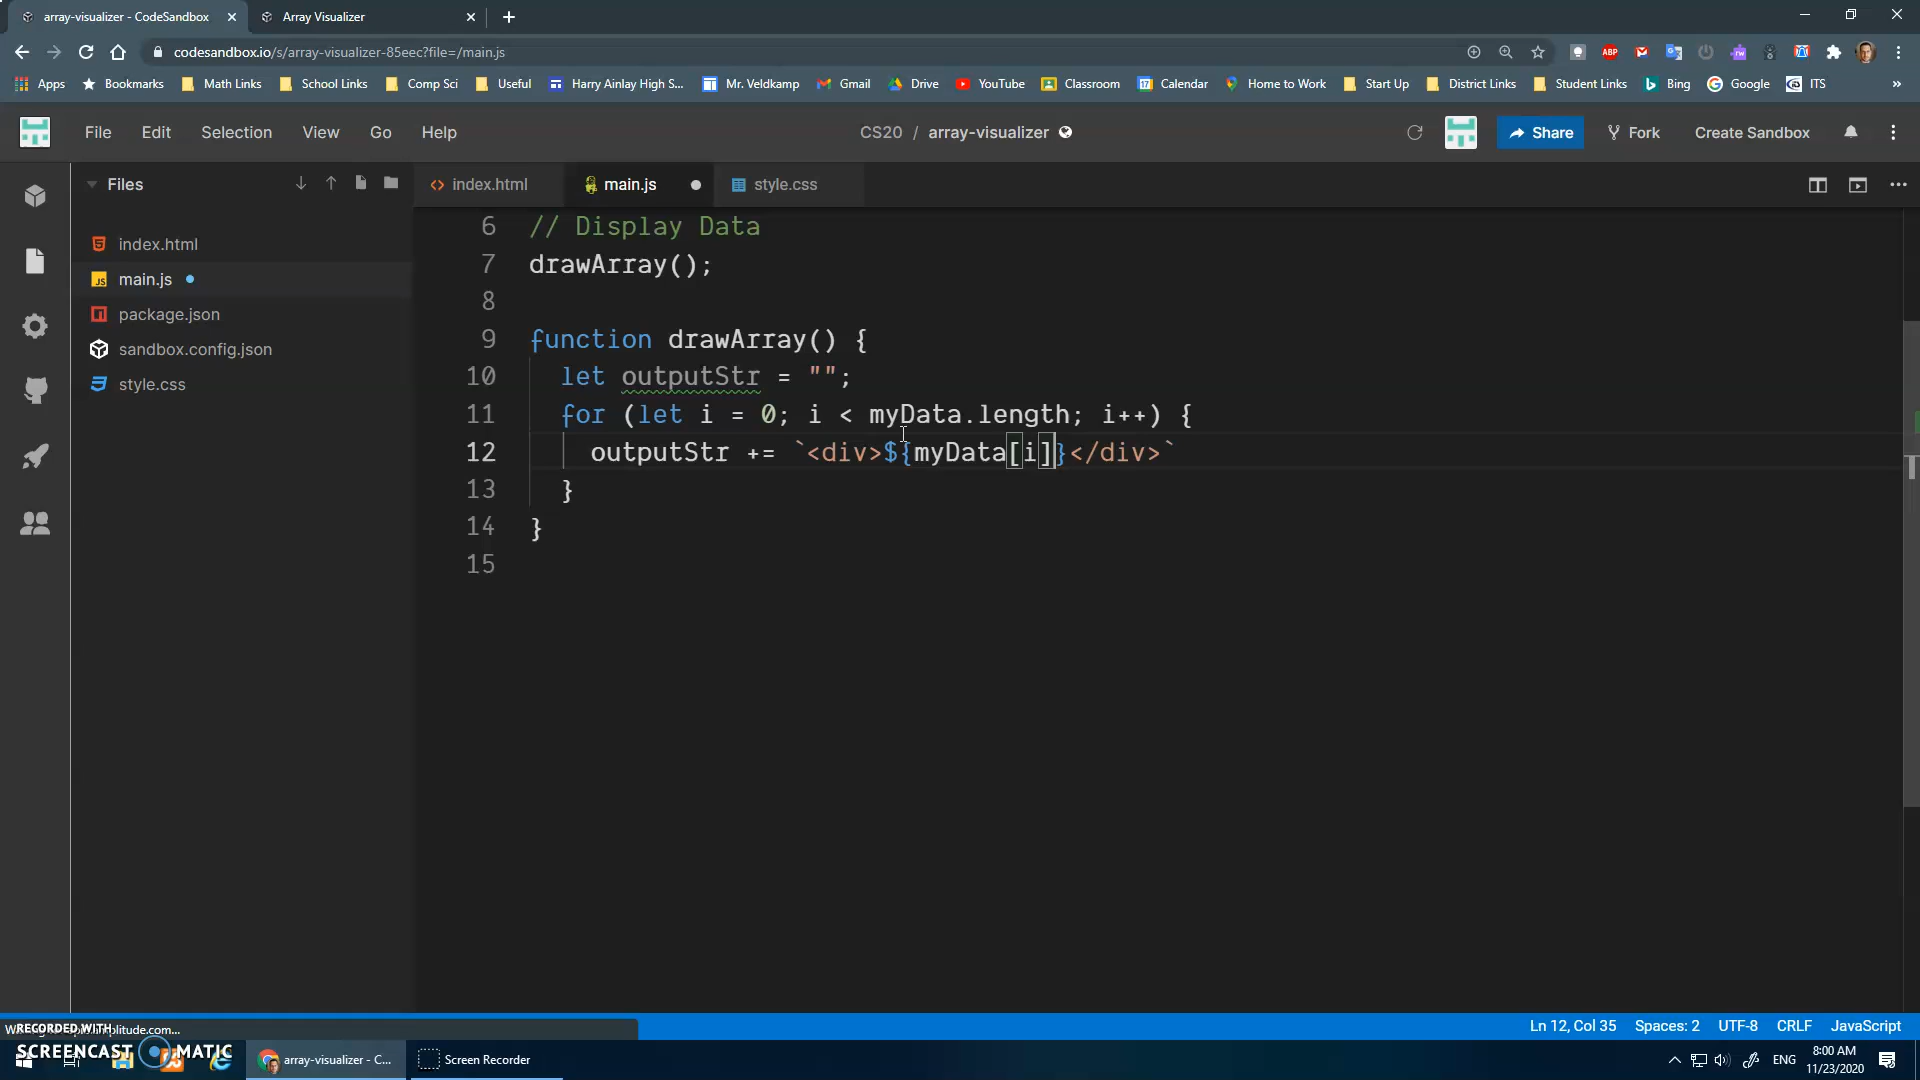 array-visualizer - CodeSandbox
Array Visualizer
codesandbox.io/s/array-visualizer-85eec?file=/main.js
Apps Bookmarks Math Links School Links Comp Sci Useful Harry Ainlay High S... Mr. Veldkamp Gmail Drive YouTube Classroom Calendar Home to Work Start Up District Links Student Links Bing Google ITS »
File Edit Selection View Go Help CS20 / array-visualizer Share Fork Create Sandbox
Files index.html main.js style.css
index.html
main.js
package.json
sandbox.config.json
style.css
6 // Display Data
7 drawArray();
8
9 function drawArray() {
10 let outputStr = "";
11 for (let i = 0; i < myData.length; i++) {
12 outputStr += `<div>${myData[i]}</div>`
13 }
14 }
15
Ln 12, Col 35 Spaces: 2 UTF-8 CRLF JavaScript
RECORDED WITH
SCREENCAST MATIC
array-visualizer - C...
Screen Recorder
ENG
8:00 AM
11/23/2020